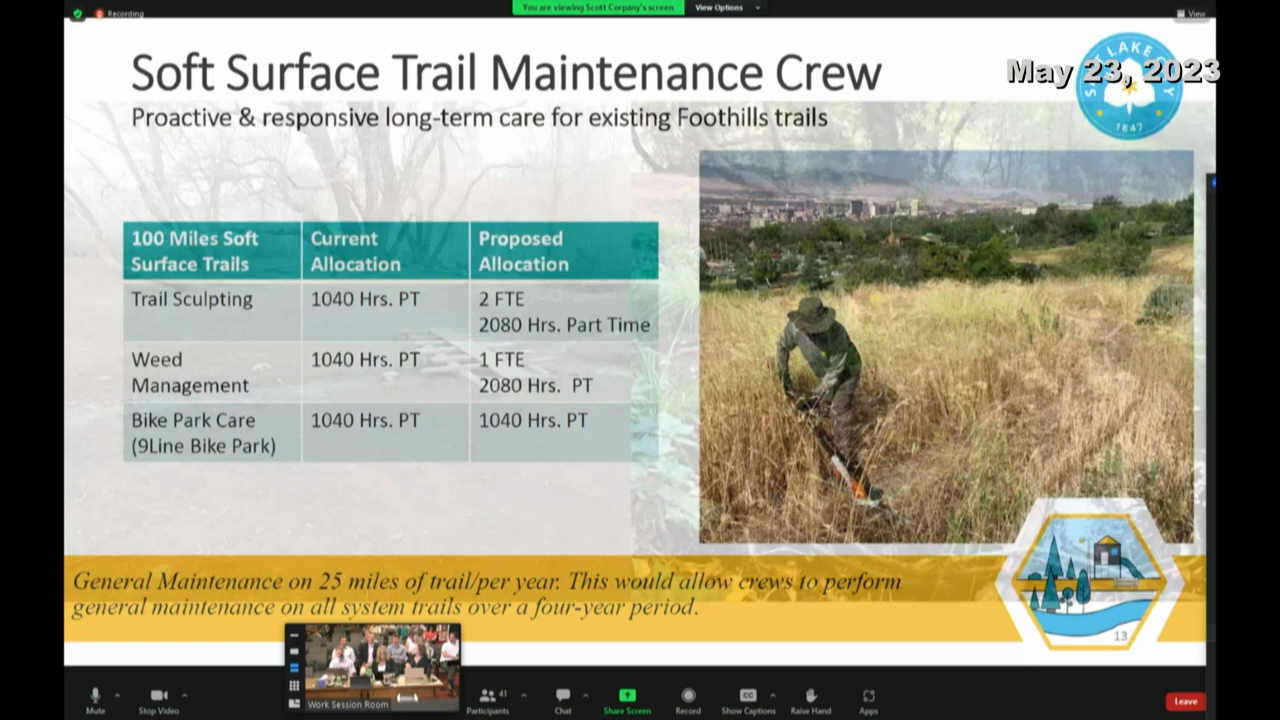 Recording
You are viewing Scott Corpany's screen
View Options
View
Soft Surface Trail Maintenance Crew
May 23, 2023
Proactive & responsive long-term care for existing Foothills trails
1847
100 Miles Soft
Surface Trails
Current
Allocation
Proposed
Allocation
Trail Sculpting
1040 Hrs. PT
2 FTE
2080 Hrs. Part Time
Weed
Management
1040 Hrs. PT
1 FTE
2080 Hrs. PT
Bike Park Care
(9Line Bike Park)
1040 Hrs. PT
1040 Hrs. PT
General Maintenance on 25 miles of trail/per year. This would allow crews to perform
general maintenance on all system trails over a four-year period.
13
Work Session Room
Mute
Stop Video
Participants
41
Chat
Share Screen
Record
CC
Show Captions
Raise Hand
Apps
Leave